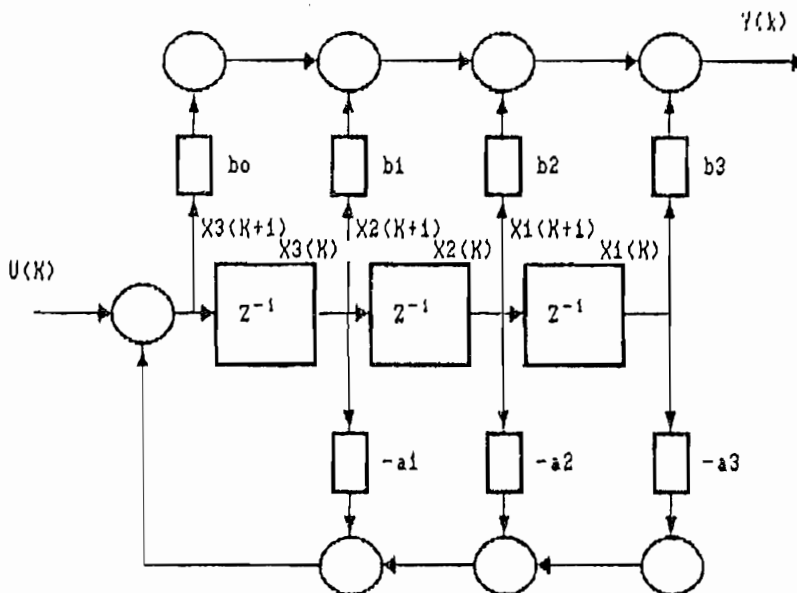 Y(k)
bo b1 b2 b3
X3(K+1) X2(K+1) X1(K+1)
X3(K) X2(K) X1(K)
U(K)
Z⁻¹ Z⁻¹ Z⁻¹
-a1 -a2 -a3